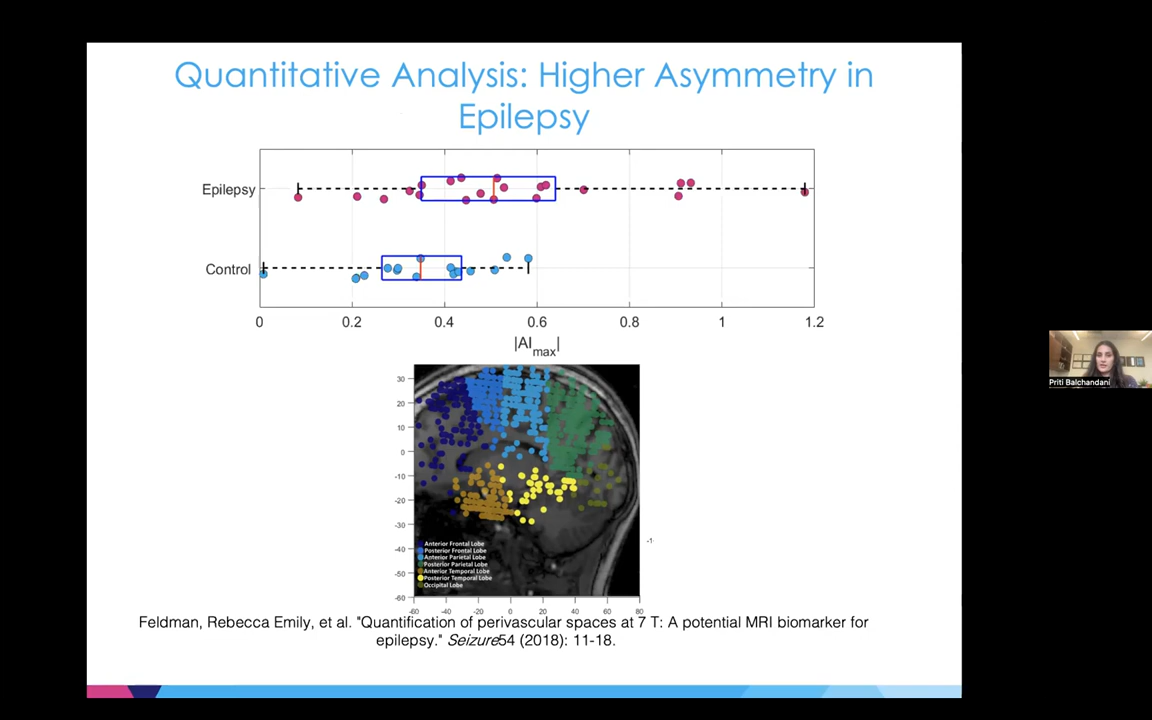 Quantitative Analysis: Higher Asymmetry in
Epilepsy
Epilepsy
Control
0 0.2 0.4 0.6 0.8 1 1.2
|AImax|
30
20
10
0
-10
-20
-30
-40
-50
-60
Anterior Frontal Lobe
Posterior Frontal Lobe
Anterior Parietal Lobe
Posterior Parietal Lobe
Anterior Temporal Lobe
Posterior Temporal Lobe
Occipital Lobe
-60 -40 -20 0 20 40 60 80
-1
Feldman, Rebecca Emily, et al. "Quantification of perivascular spaces at 7 T: A potential MRI biomarker for
epilepsy." Seizure54 (2018): 11-18.
Priti Balchandani